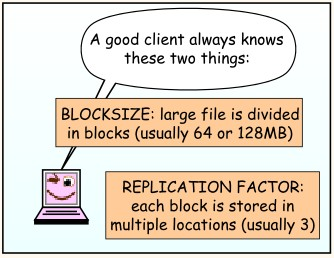 A good client always knows
these two things:
BLOCKSIZE: large file is divided
in blocks (usually 64 or 128MB)
REPLICATION FACTOR:
each block is stored in
multiple locations (usually 3)